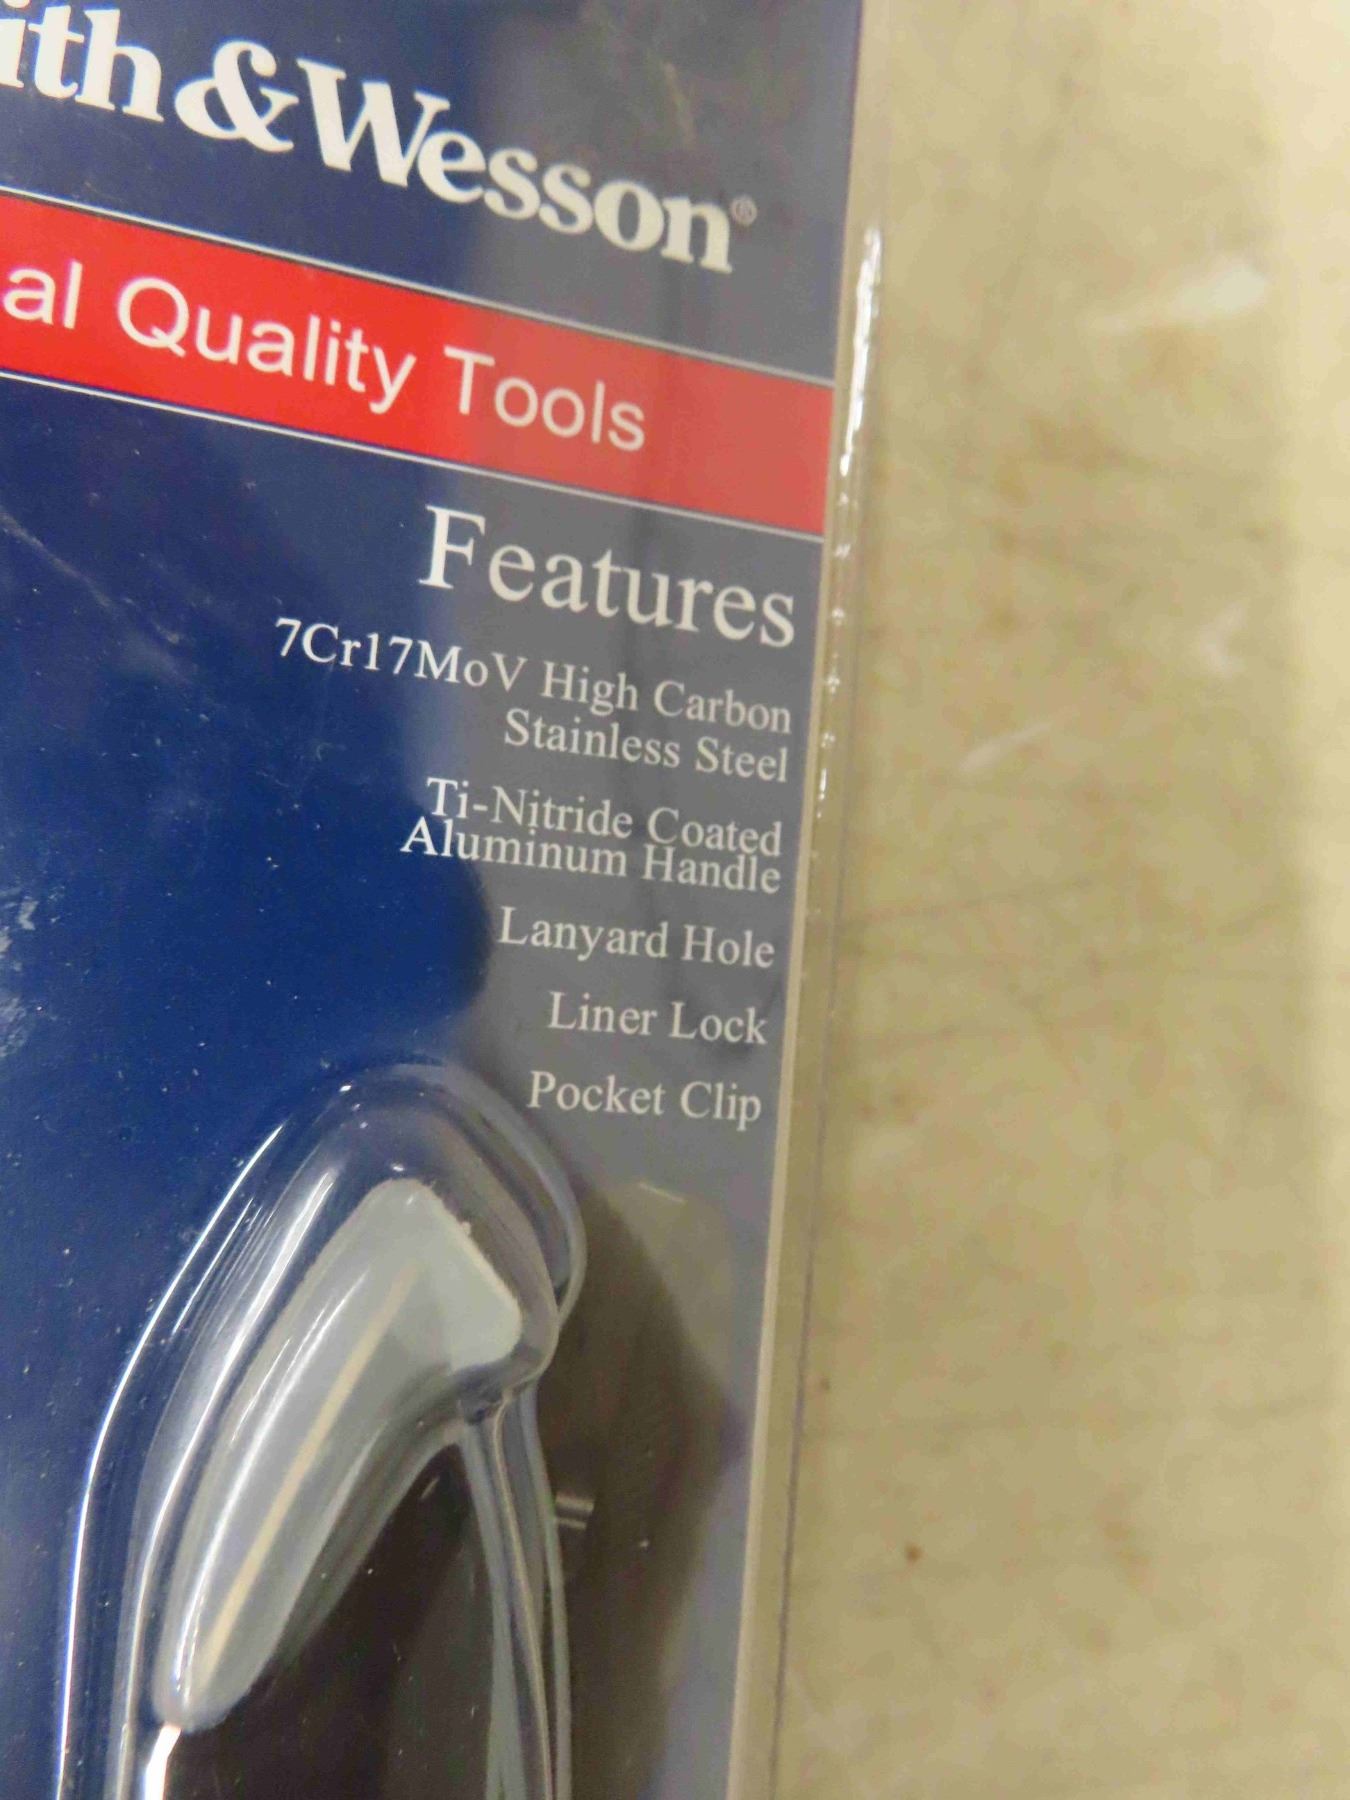 ith&Wesson®
al Quality Tools
Features
7Cr17MoV High Carbon
Stainless Steel
Ti-Nitride Coated
Aluminum Handle
Lanyard Hole
Liner Lock
Pocket Clip